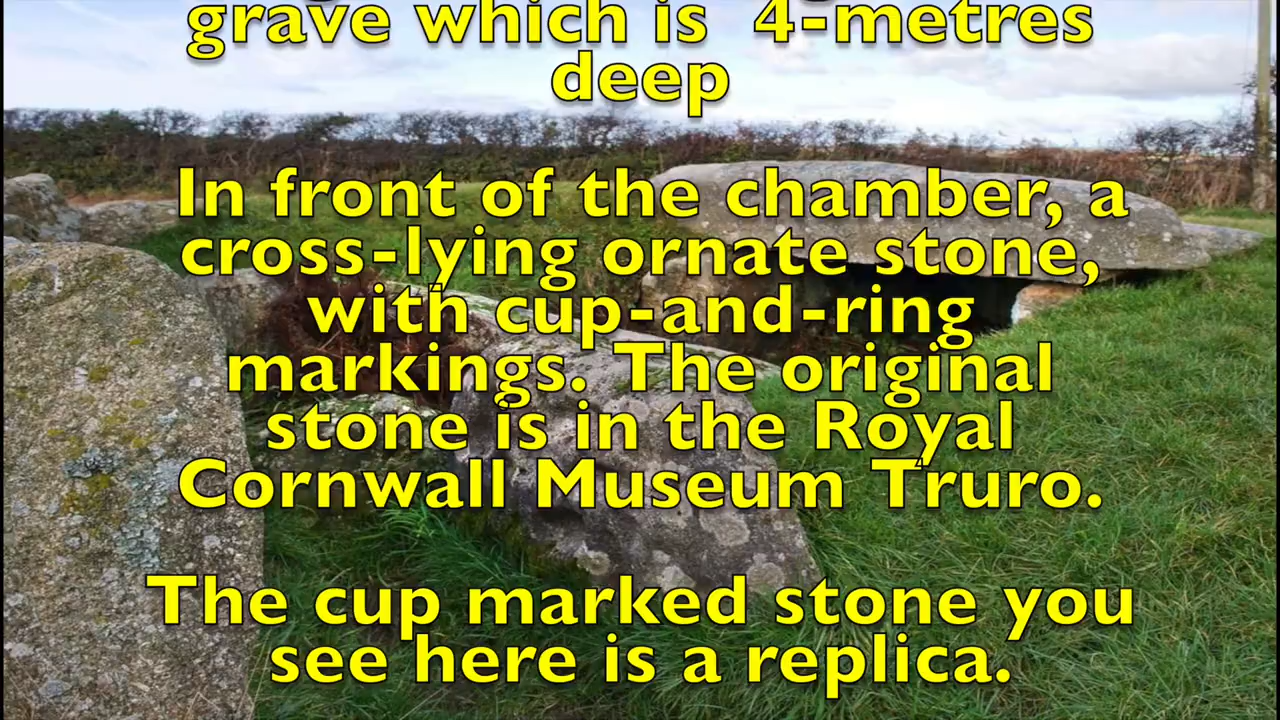 grave which is 4-metres
deep
In front of the chamber, a
cross-lying ornate stone,
with cup-and-ring
markings. The original
stone is in the Royal
Cornwall Museum Truro.
The cup marked stone you
see here is a replica.